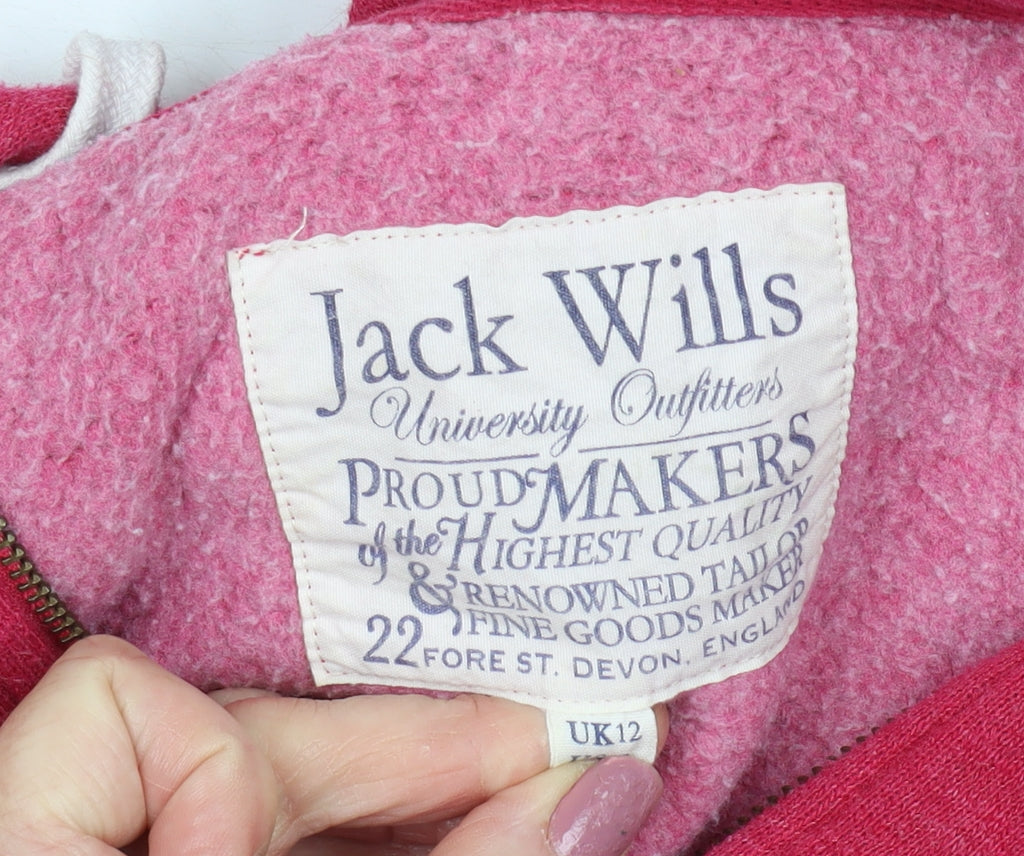 Jack Wills
University Outfitters
PROUD MAKERS
of the HIGHEST QUALITY
& RENOWNED TAILOR
FINE GOODS MAKER
22 FORE ST. DEVON. ENGLAND
UK12